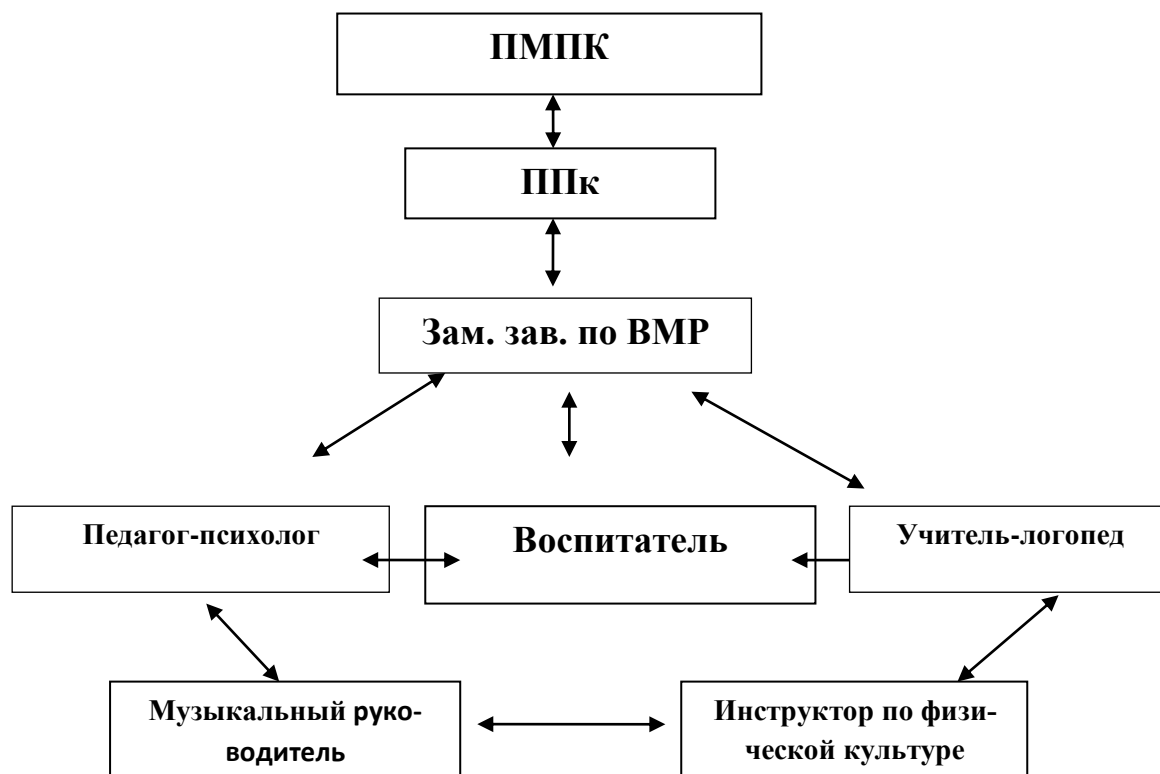 ПМПК
ППк
Зам. зав. по ВМР
Педагог-психолог
Воспитатель
Учитель-логопед
Музыкальный руко-
водитель
Инструктор по физи-
ческой культуре